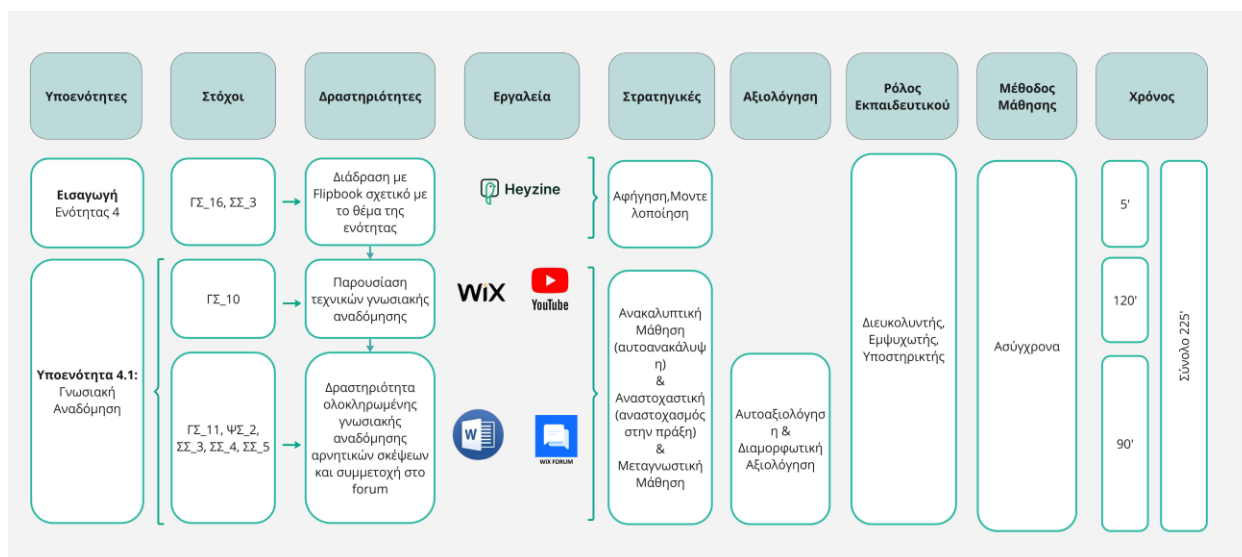 Υποενότητες
Στόχοι
Δραστηριότητες
Εργαλεία
Στρατηγικές
Αξιολόγηση
Ρόλος
Εκπαιδευτικού
Μέθοδος
Μάθησης
Χρόνος
Εισαγωγή
Ενότητας 4
ΓΣ_16, ΣΣ_3
Διάδραση με
Flipbook σχετικό με
το θέμα της
ενότητας
Heyzine
Αφήγηση,Μοντε
λοποίηση
5'
Υποενότητα 4.1:
Γνωσιακή
Αναδόμηση
ΓΣ_10
Παρουσίαση
τεχνικών γνωσιακής
αναδόμησης
WiX
YouTube
120'
ΓΣ_11, ΨΣ_2,
ΣΣ_3, ΣΣ_4, ΣΣ_5
Δραστηριότητα
ολοκληρωμένης
γνωσιακής
αναδόμησης
αρνητικών σκέψεων
και συμμετοχή στο
forum
W
WIX FORUM
Ανακαλυπτική
Μάθηση
(αυτοανακάλυψ
η)
&
Αναστοχαστική
(αναστοχασμός
στην πράξη)
&
Μεταγνωστική
Μάθηση
Αυτοαξιολόγησ
η &
Διαμορφωτική
Αξιολόγηση
Διευκολυντής,
Εμψυχωτής,
Υποστηρικτής
Ασύγχρονα
90'
Σύνολο 225'